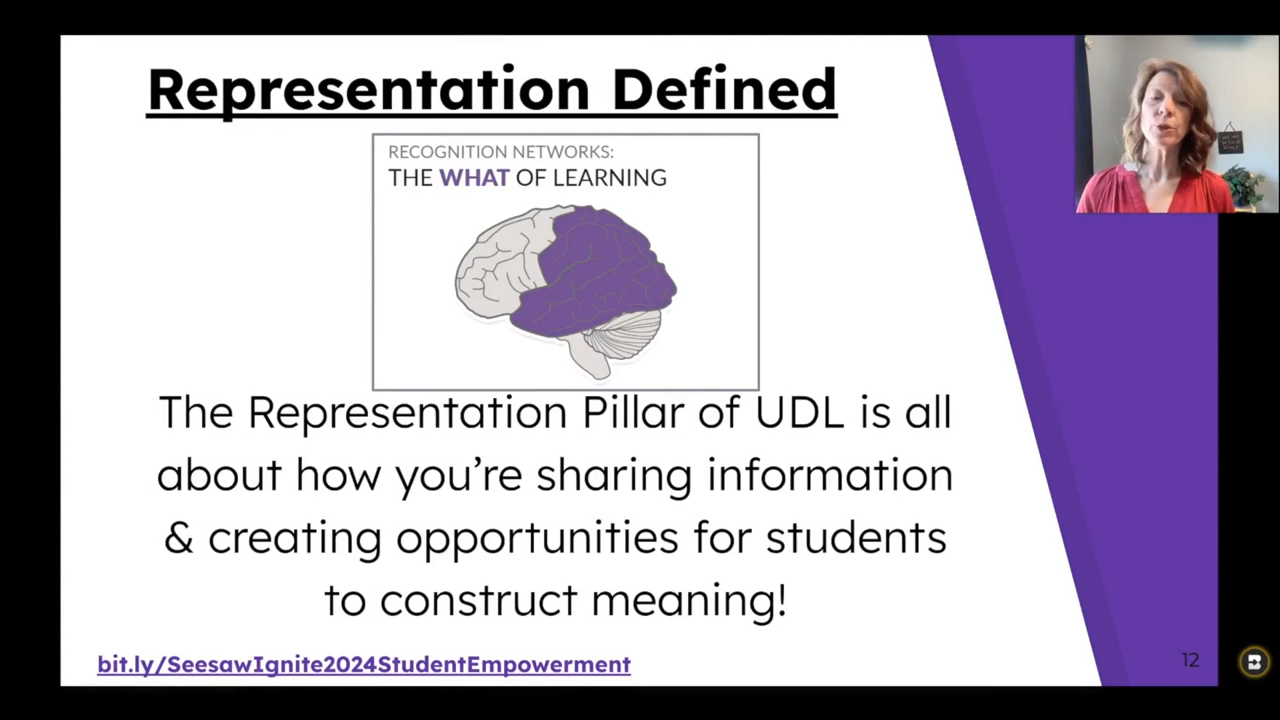 Representation Defined
RECOGNITION NETWORKS:
THE WHAT OF LEARNING
The Representation Pillar of UDL is all
about how you're sharing information
& creating opportunities for students
to construct meaning!
bit.ly/SeesawIgnite2024StudentEmpowerment
12